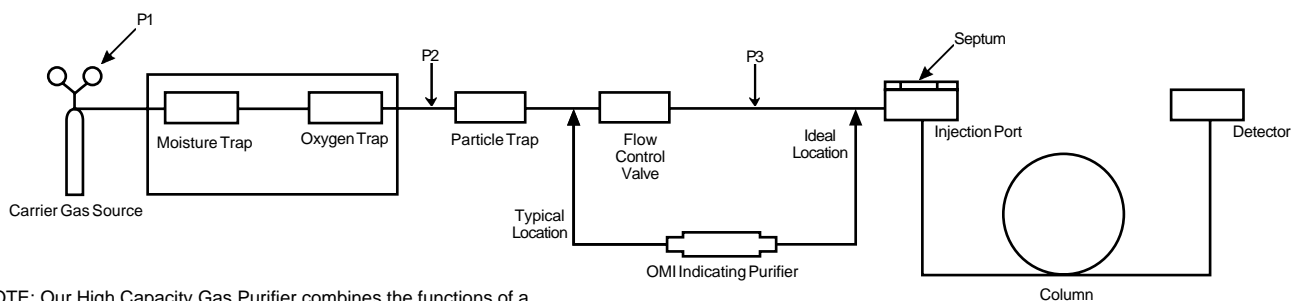 P1
P2
P3
Septum
Moisture Trap
Oxygen Trap
Particle Trap
Flow
Control
Valve
Ideal
Location
Injection Port
Detector
Carrier Gas Source
Typical
Location
OMI Indicating Purifier
Column
OTE: Our High Capacity Gas Purifier combines the functions of a